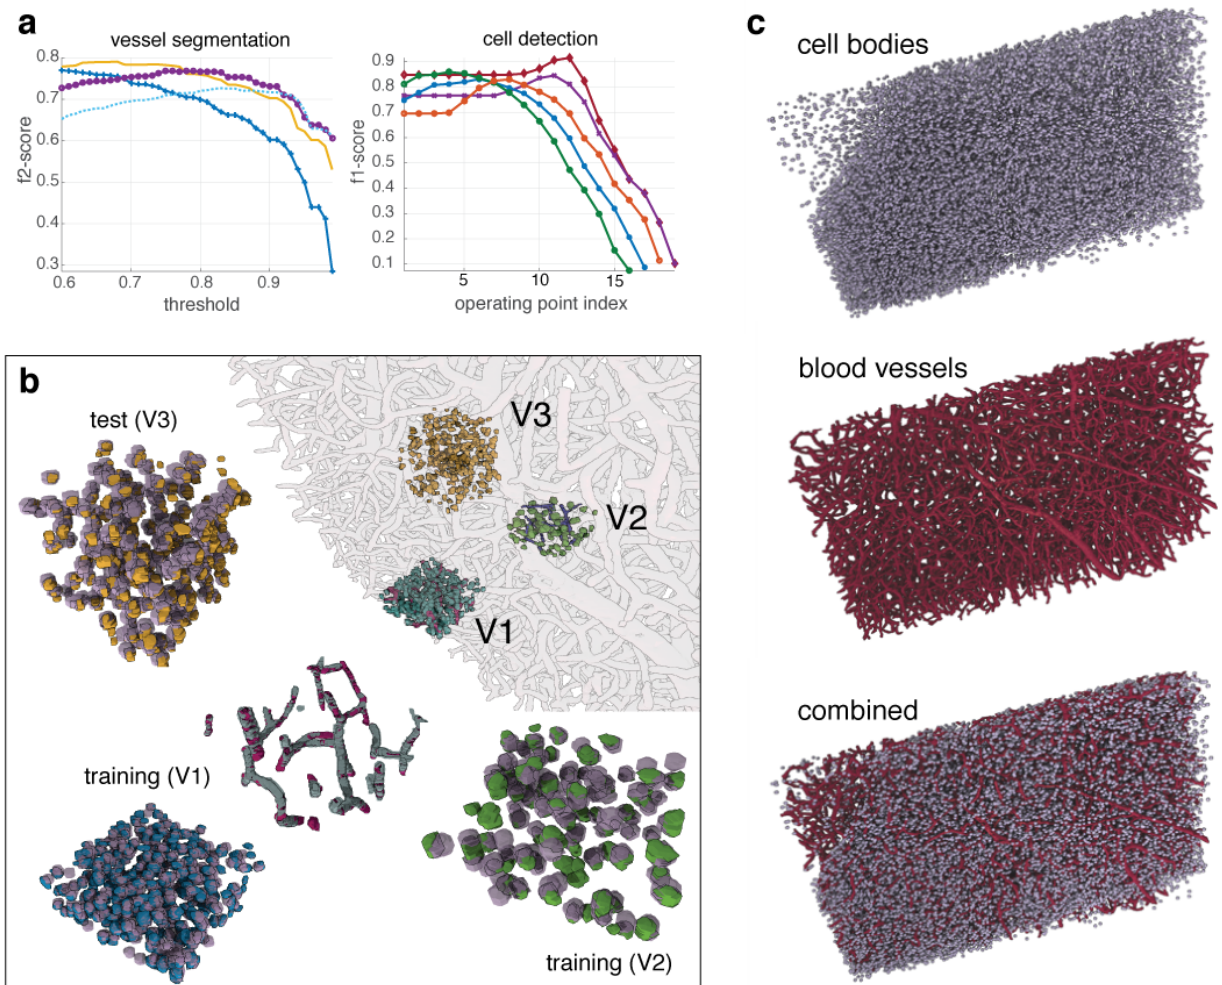 a
vessel segmentation
f2-score
0.8
0.7
0.6
0.5
0.4
0.3
0.6
0.7
0.8
0.9
threshold
cell detection
f1-score
0.9
0.8
0.7
0.6
0.5
0.4
0.3
0.2
0.1
5
10
15
operating point index
b
test (V3)
V3
V2
V1
training (V1)
training (V2)
c
cell bodies
blood vessels
combined